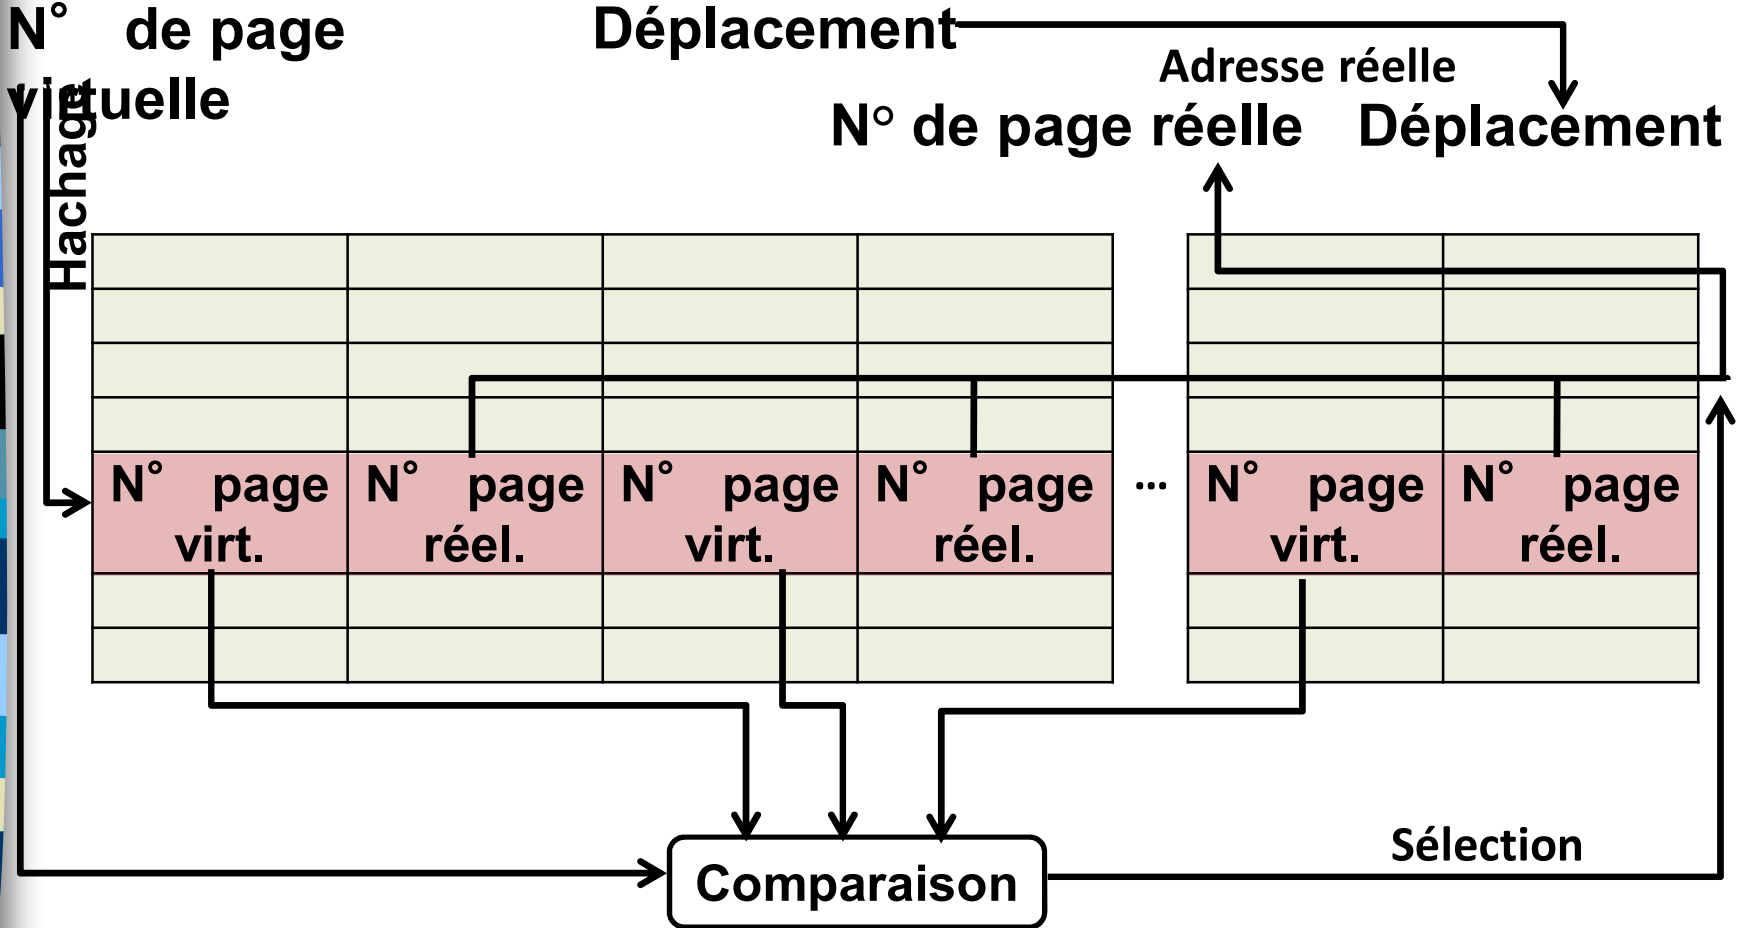 N° de page
virtuelle
Déplacement
Adresse réelle
N° de page réelle Déplacement
Hachage
N° page
virt.
N° page
réel.
N° page
virt.
N° page
réel.
...
N° page
virt.
N° page
réel.
Sélection
Comparaison